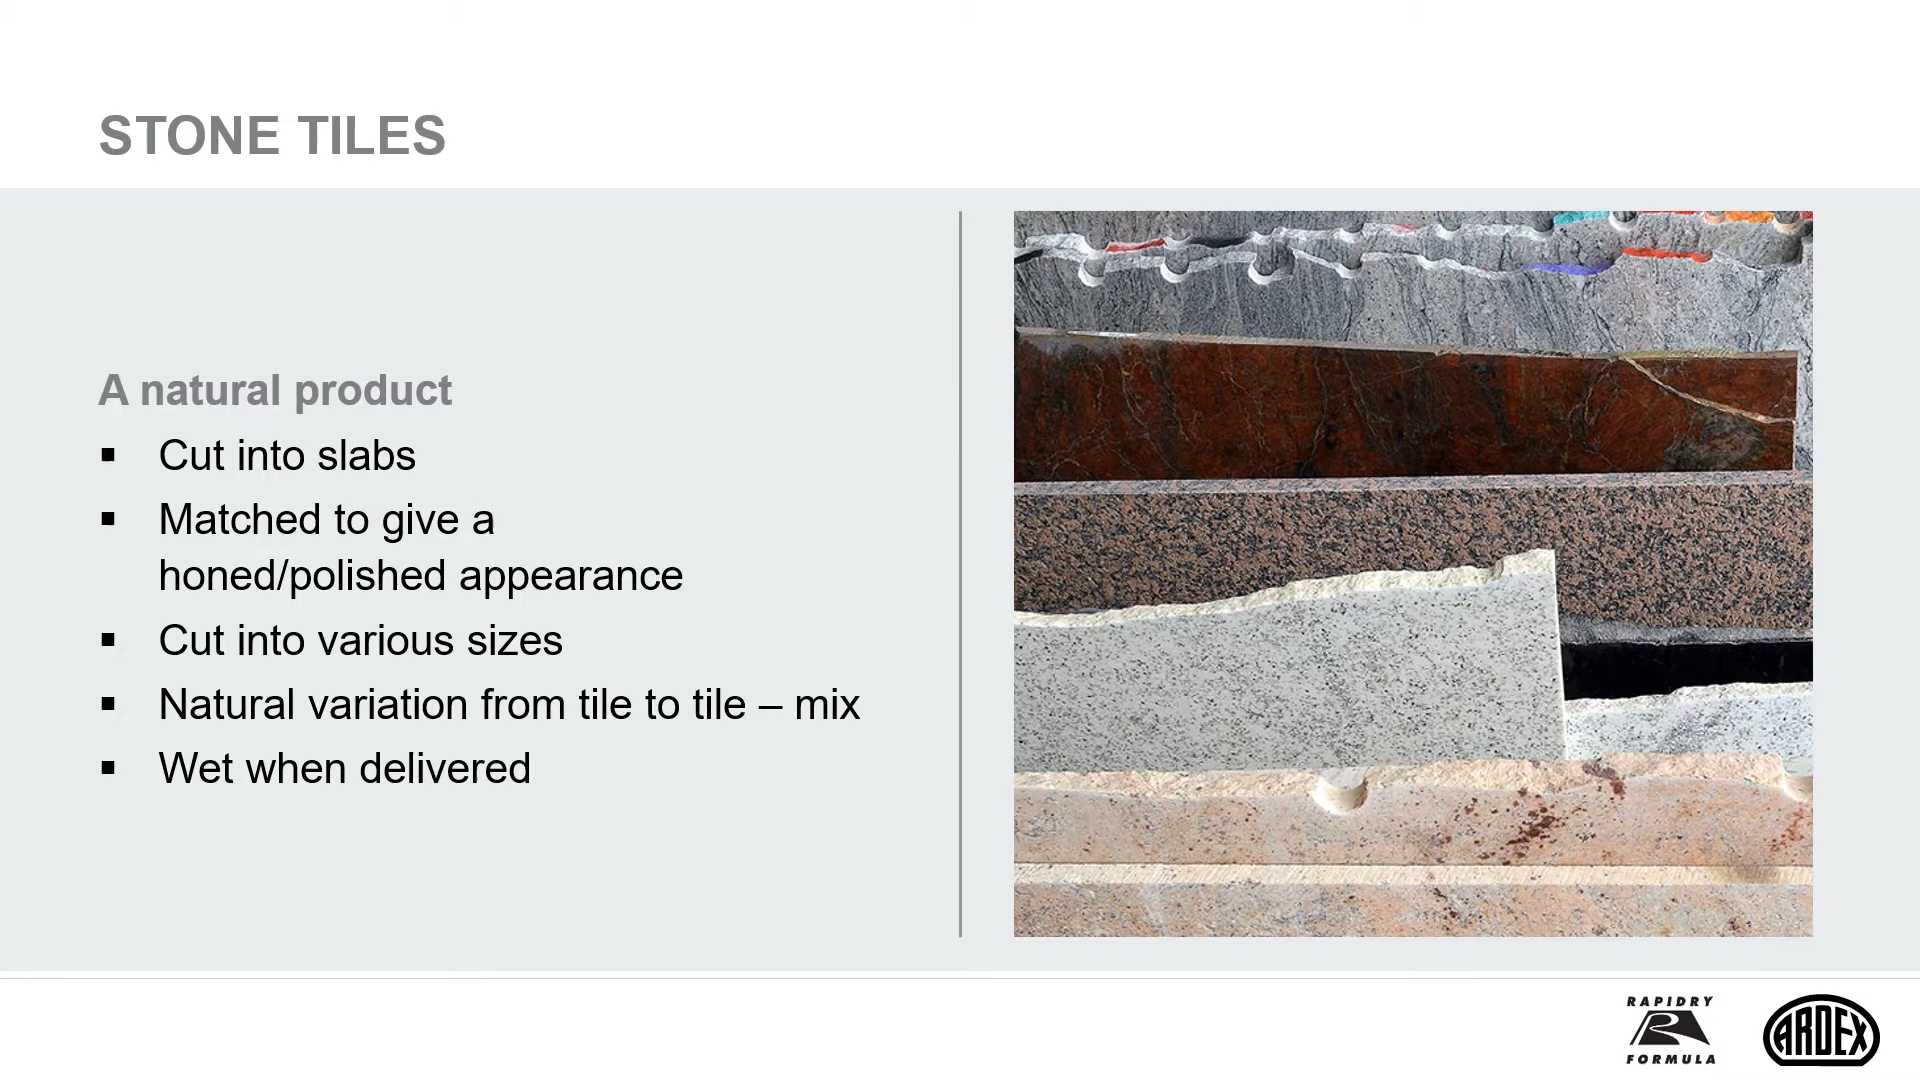 STONE TILES
A natural product
▪ Cut into slabs
▪ Matched to give a
honed/polished appearance
▪ Cut into various sizes
▪ Natural variation from tile to tile – mix
▪ Wet when delivered
RAPIDRY
R
FORMULA
ARDEX